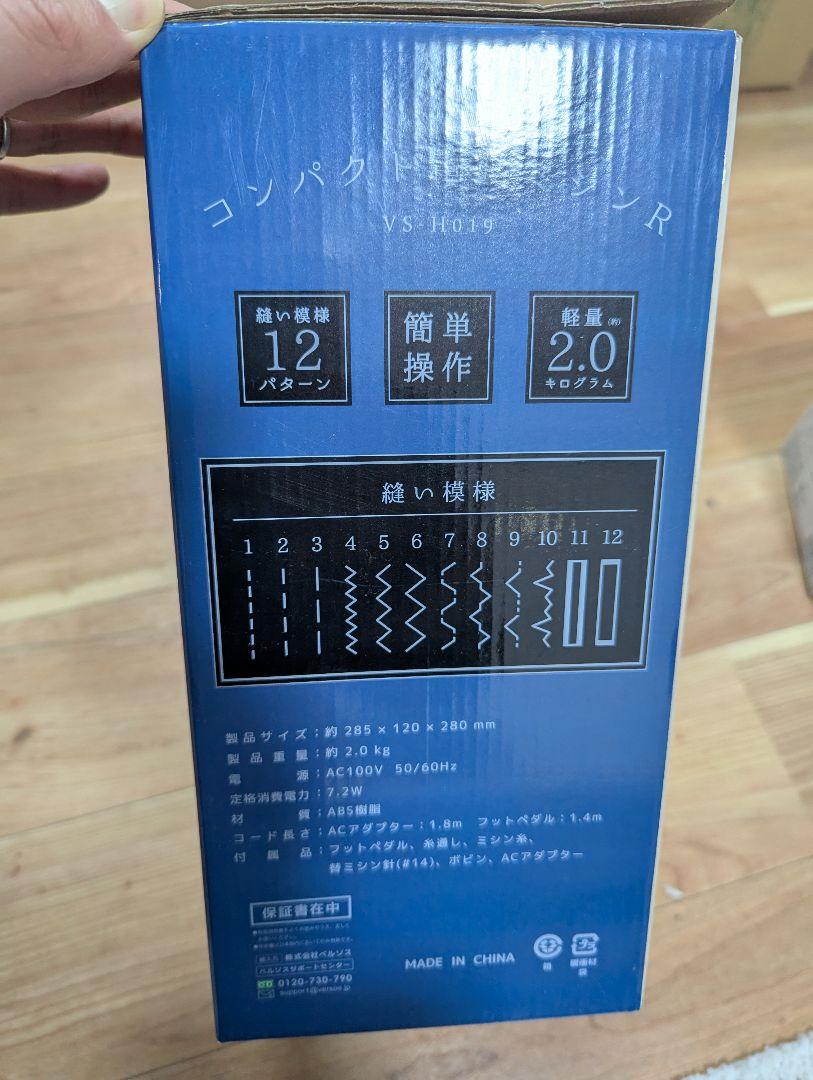 コンパクト ンR
VS-H019
縫い模様
12
パターン
簡単
操作
軽量(約)
2.0
キログラム
縫い模様
1 2 3 4 5 6 7 8 9 10 11 12
製品サイズ：約 285 × 120 × 280 mm
製品重量：約 2.0 kg
電源：AC100V 50/60Hz
定格消費電力：7.2W
材質：ABS樹脂
コード長さ：ACアダプター：1.8m フットペダル：1.4m
付属品：フットペダル、糸通し、ミシン糸、
替ミシン針(#14)、ボビン、ACアダプター
保証書在中
株式会社ベルソス
ベルソスサポートセンター
0120-730-790
support@versos.jp
MADE IN CHINA
箱
袋